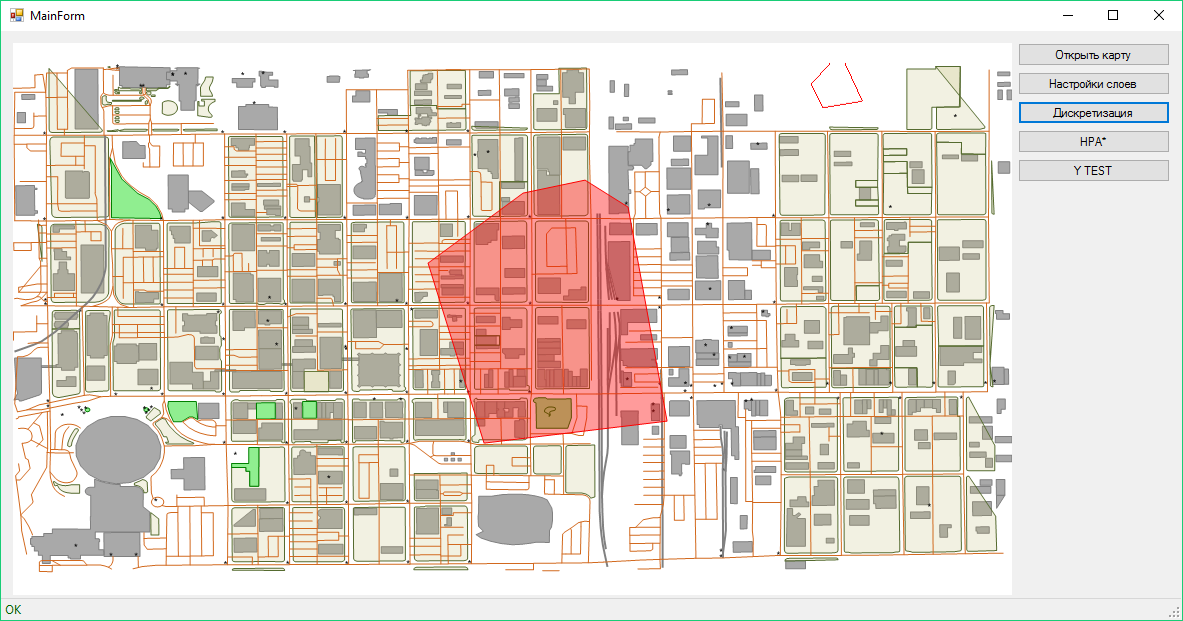 MainForm
Открыть карту
Настройки слоев
Дискретизация
HPA*
Y TEST
OK